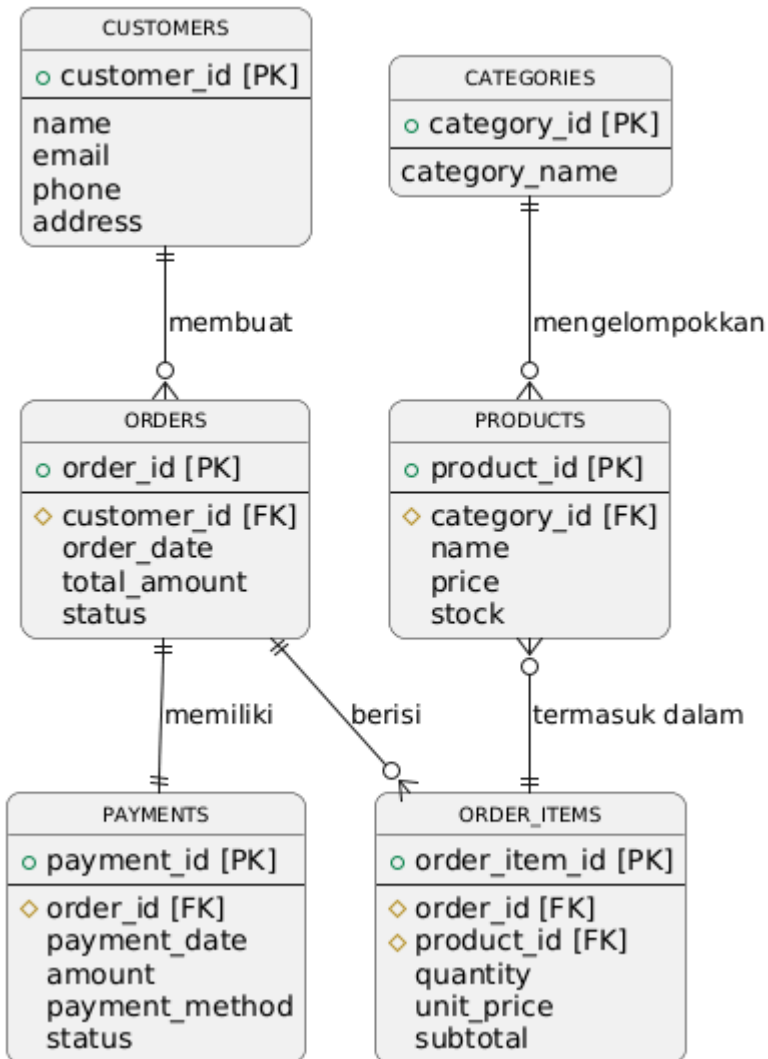 CUSTOMERS
customer_id [PK]
name
email
phone
address
CATEGORIES
category_id [PK]
category_name
membuat
mengelompokkan
ORDERS
order_id [PK]
customer_id [FK]
order_date
total_amount
status
PRODUCTS
product_id [PK]
category_id [FK]
name
price
stock
memiliki
berisi
termasuk dalam
PAYMENTS
payment_id [PK]
order_id [FK]
payment_date
amount
payment_method
status
ORDER_ITEMS
order_item_id [PK]
order_id [FK]
product_id [FK]
quantity
unit_price
subtotal